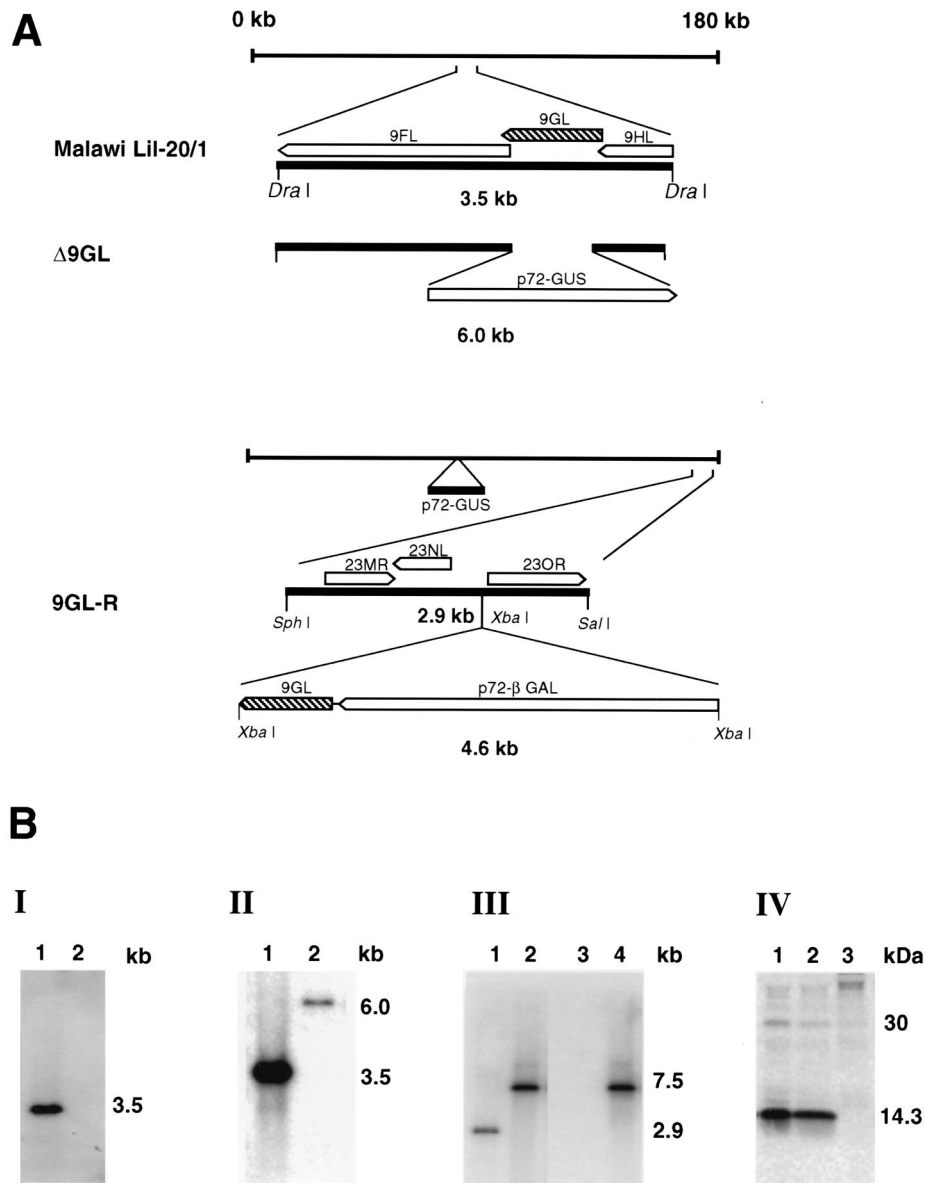 A
0 kb 180 kb
9GL
9FL 9HL
Malawi Lil-20/1
Dra I 3.5 kb Dra I
Δ9GL
p72-GUS
6.0 kb
p72-GUS
23NL
23MR 23OR
9GL-R
Sph I 2.9 kb Xba I Sal I
9GL p72-β GAL
Xba I 4.6 kb Xba I
B
I II III IV
1 2 kb 1 2 kb 1 2 3 4 kb 1 2 3 kDa
3.5
6.0
3.5
7.5
2.9
30
14.3